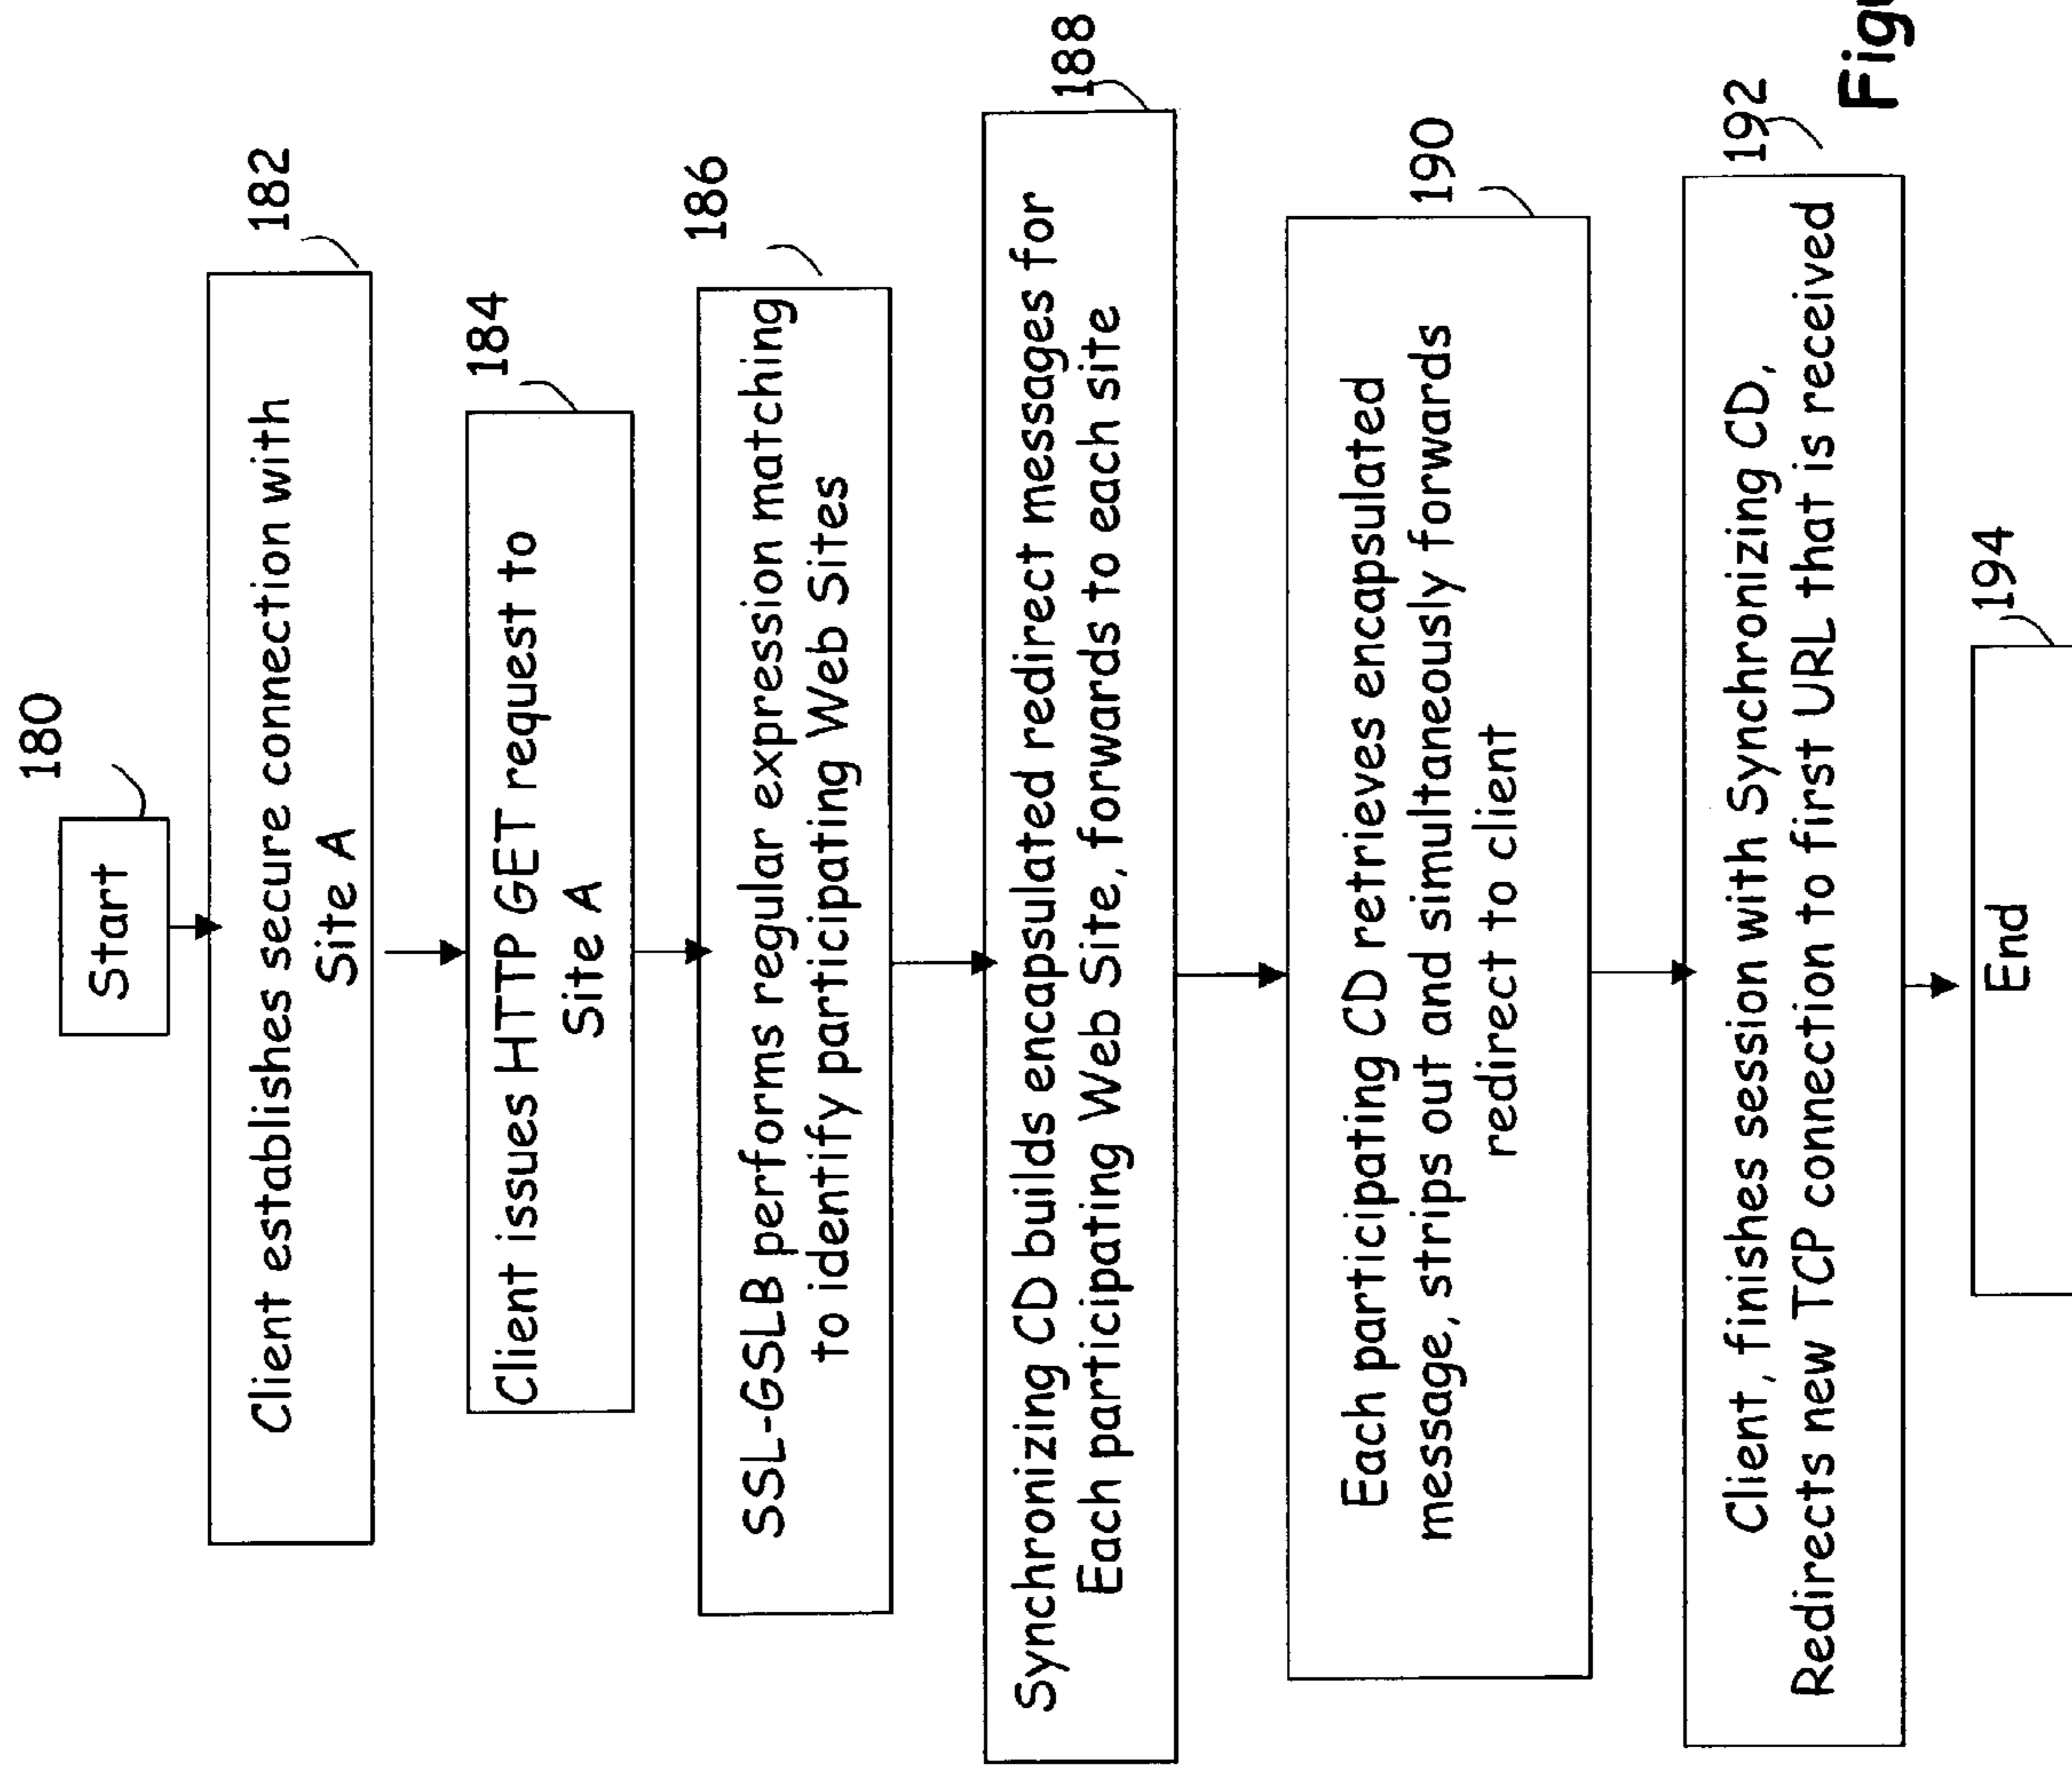 180
Start
182
Client establishes secure connection with
Site A
184
Client issues HTTP GET request to
Site A
186
SSL-GSLB performs regular expression matching
to identify participating Web Sites
188
Synchronizing CD builds encapsulated redirect messages for
Each participating Web Site, forwards to each site
190
Each participating CD retrieves encapsulated
message, strips out and simultaneously forwards
redirect to client
192
Client, finishes session with Synchronizing CD,
Redirects new TCP connection to first URL that is received
194
End